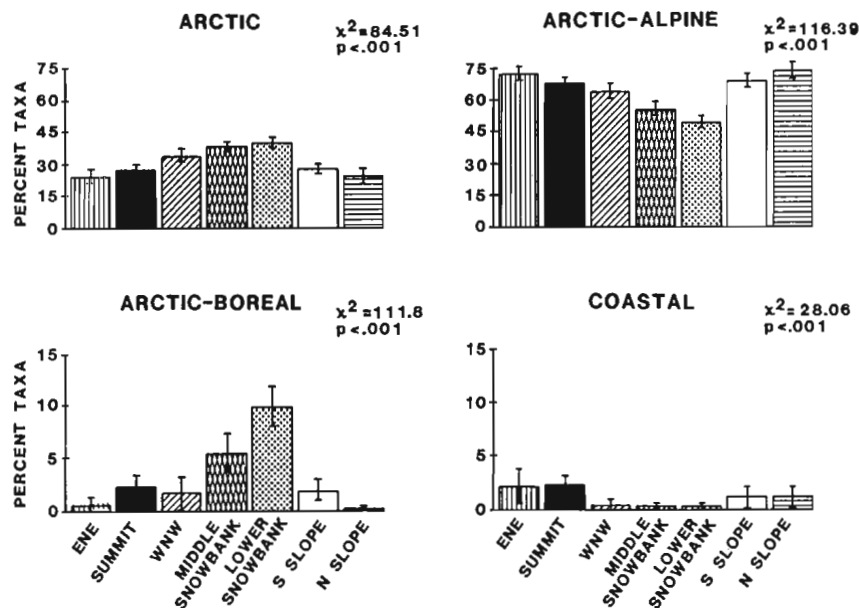 ARCTIC
χ²=84.51
p<.001
PERCENT TAXA
75
60
45
30
15
0
ARCTIC-ALPINE
χ²=116.39
p<.001
75
60
45
30
15
0
ARCTIC-BOREAL
χ²=111.8
p<.001
PERCENT TAXA
15
10
5
0
ENE
SUMMIT
WNW
MIDDLE
SNOWBANK
LOWER
SNOWBANK
S SLOPE
N SLOPE
COASTAL
χ²=28.06
p<.001
15
10
5
0
ENE
SUMMIT
WNW
MIDDLE
SNOWBANK
LOWER
SNOWBANK
S SLOPE
N SLOPE